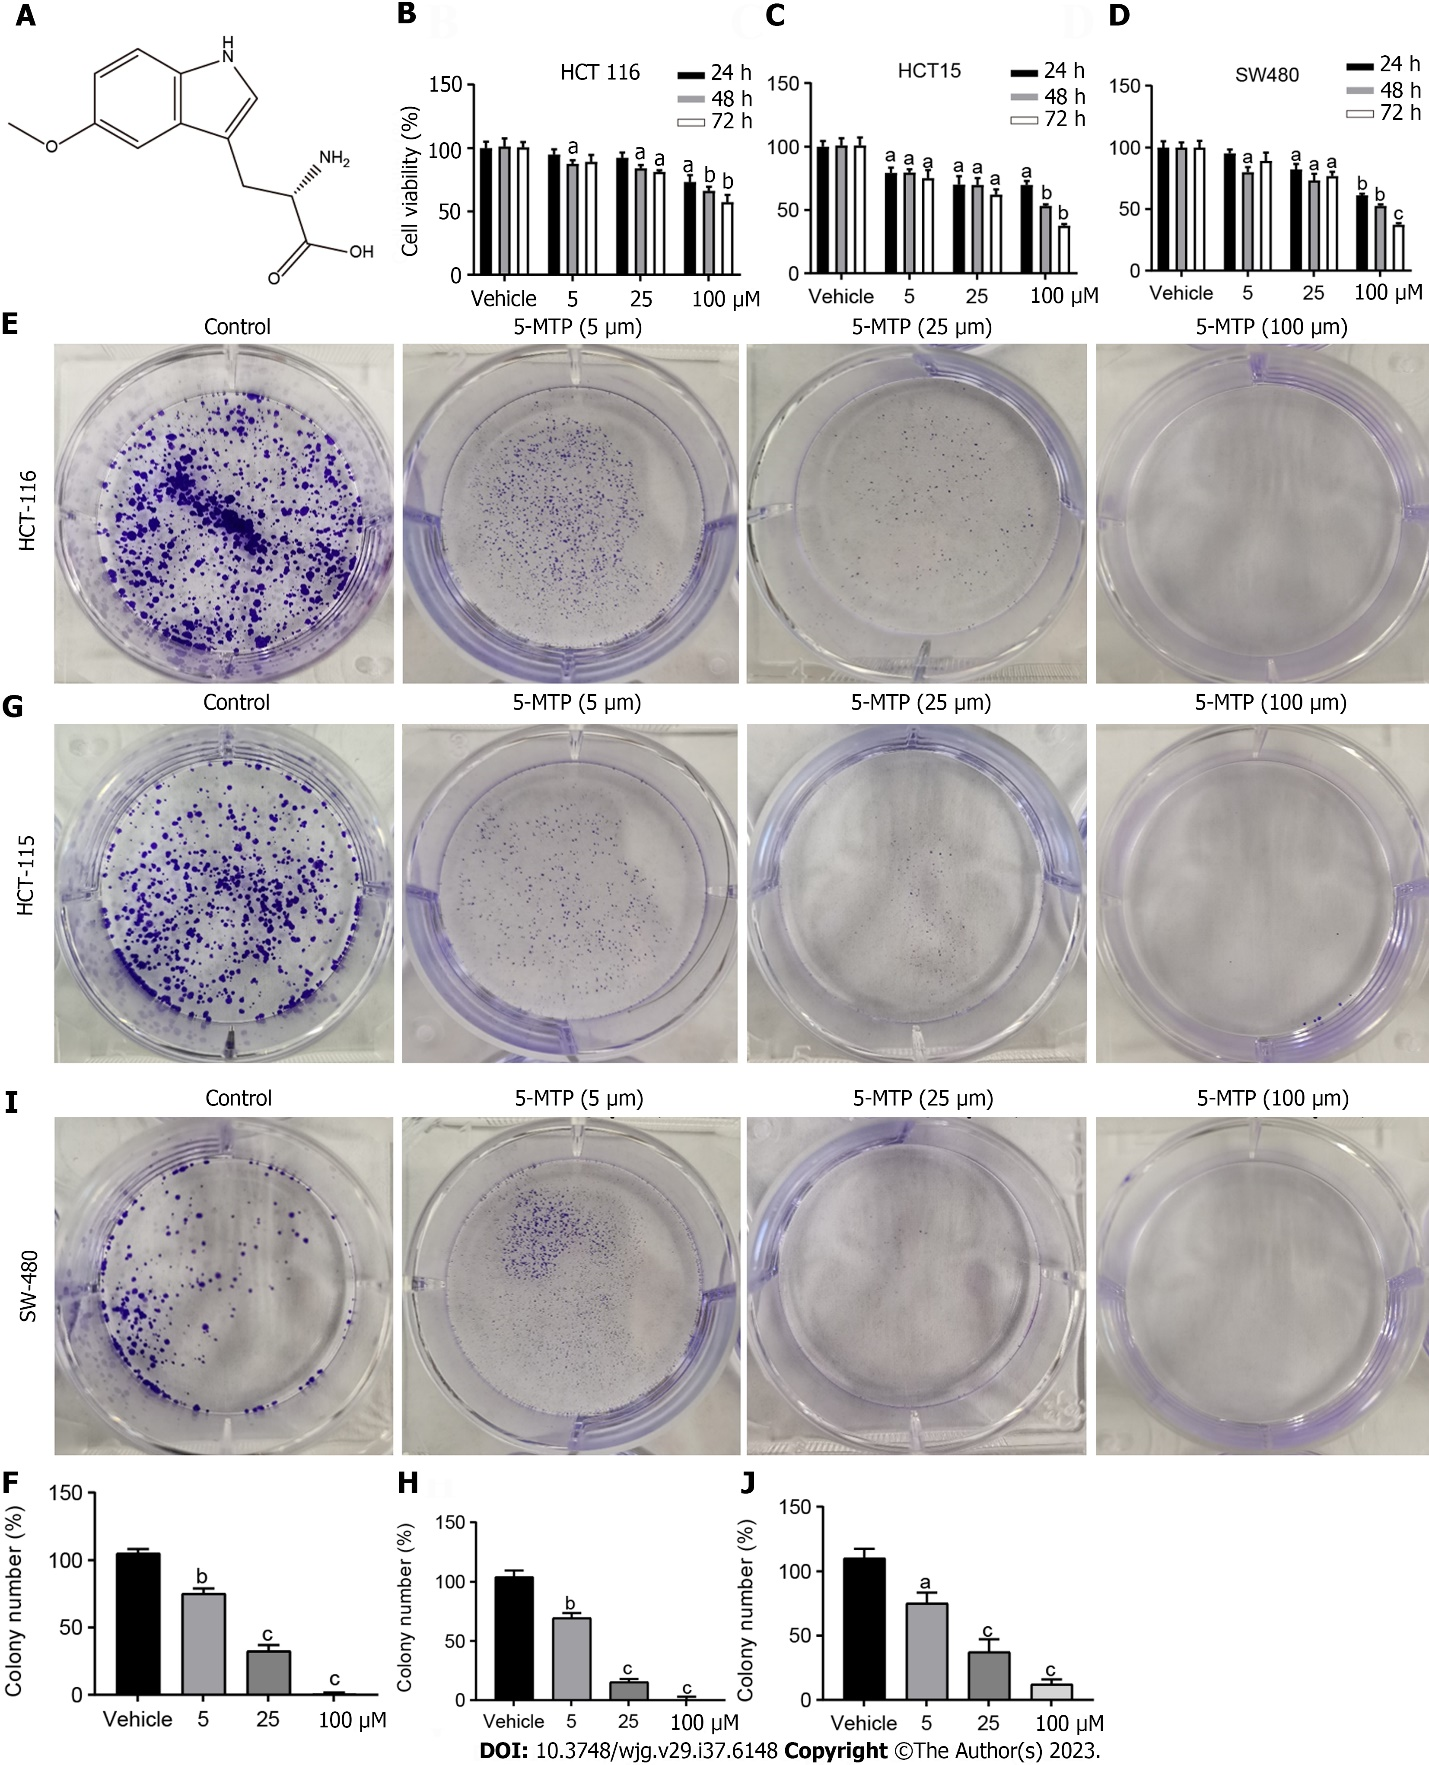 A
H
N
O
NH2
OH
O
B
HCT 116
24 h
48 h
72 h
Cell viability (%)
150
100
50
0
a
a a
a b b
Vehicle 5 25 100 µM
C
HCT15
24 h
48 h
72 h
150
100
50
0
a a a
a a a
a b b
Vehicle 5 25 100 µM
D
SW480
24 h
48 h
72 h
150
100
50
0
a
a a a
b b c
Vehicle 5 25 100 µM
E
Control 5-MTP (5 µm) 5-MTP (25 µm) 5-MTP (100 µm)
HCT-116
G
Control 5-MTP (5 µm) 5-MTP (25 µm) 5-MTP (100 µm)
HCT-115
I
Control 5-MTP (5 µm) 5-MTP (25 µm) 5-MTP (100 µm)
SW-480
F
Colony number (%)
150
100
50
0
b c c
Vehicle 5 25 100 µM
H
Colony number (%)
150
100
50
0
b c c
Vehicle 5 25 100 µM
J
Colony number (%)
150
100
50
0
a c c
Vehicle 5 25 100 µM
DOI: 10.3748/wjg.v29.i37.6148 Copyright ©The Author(s) 2023.